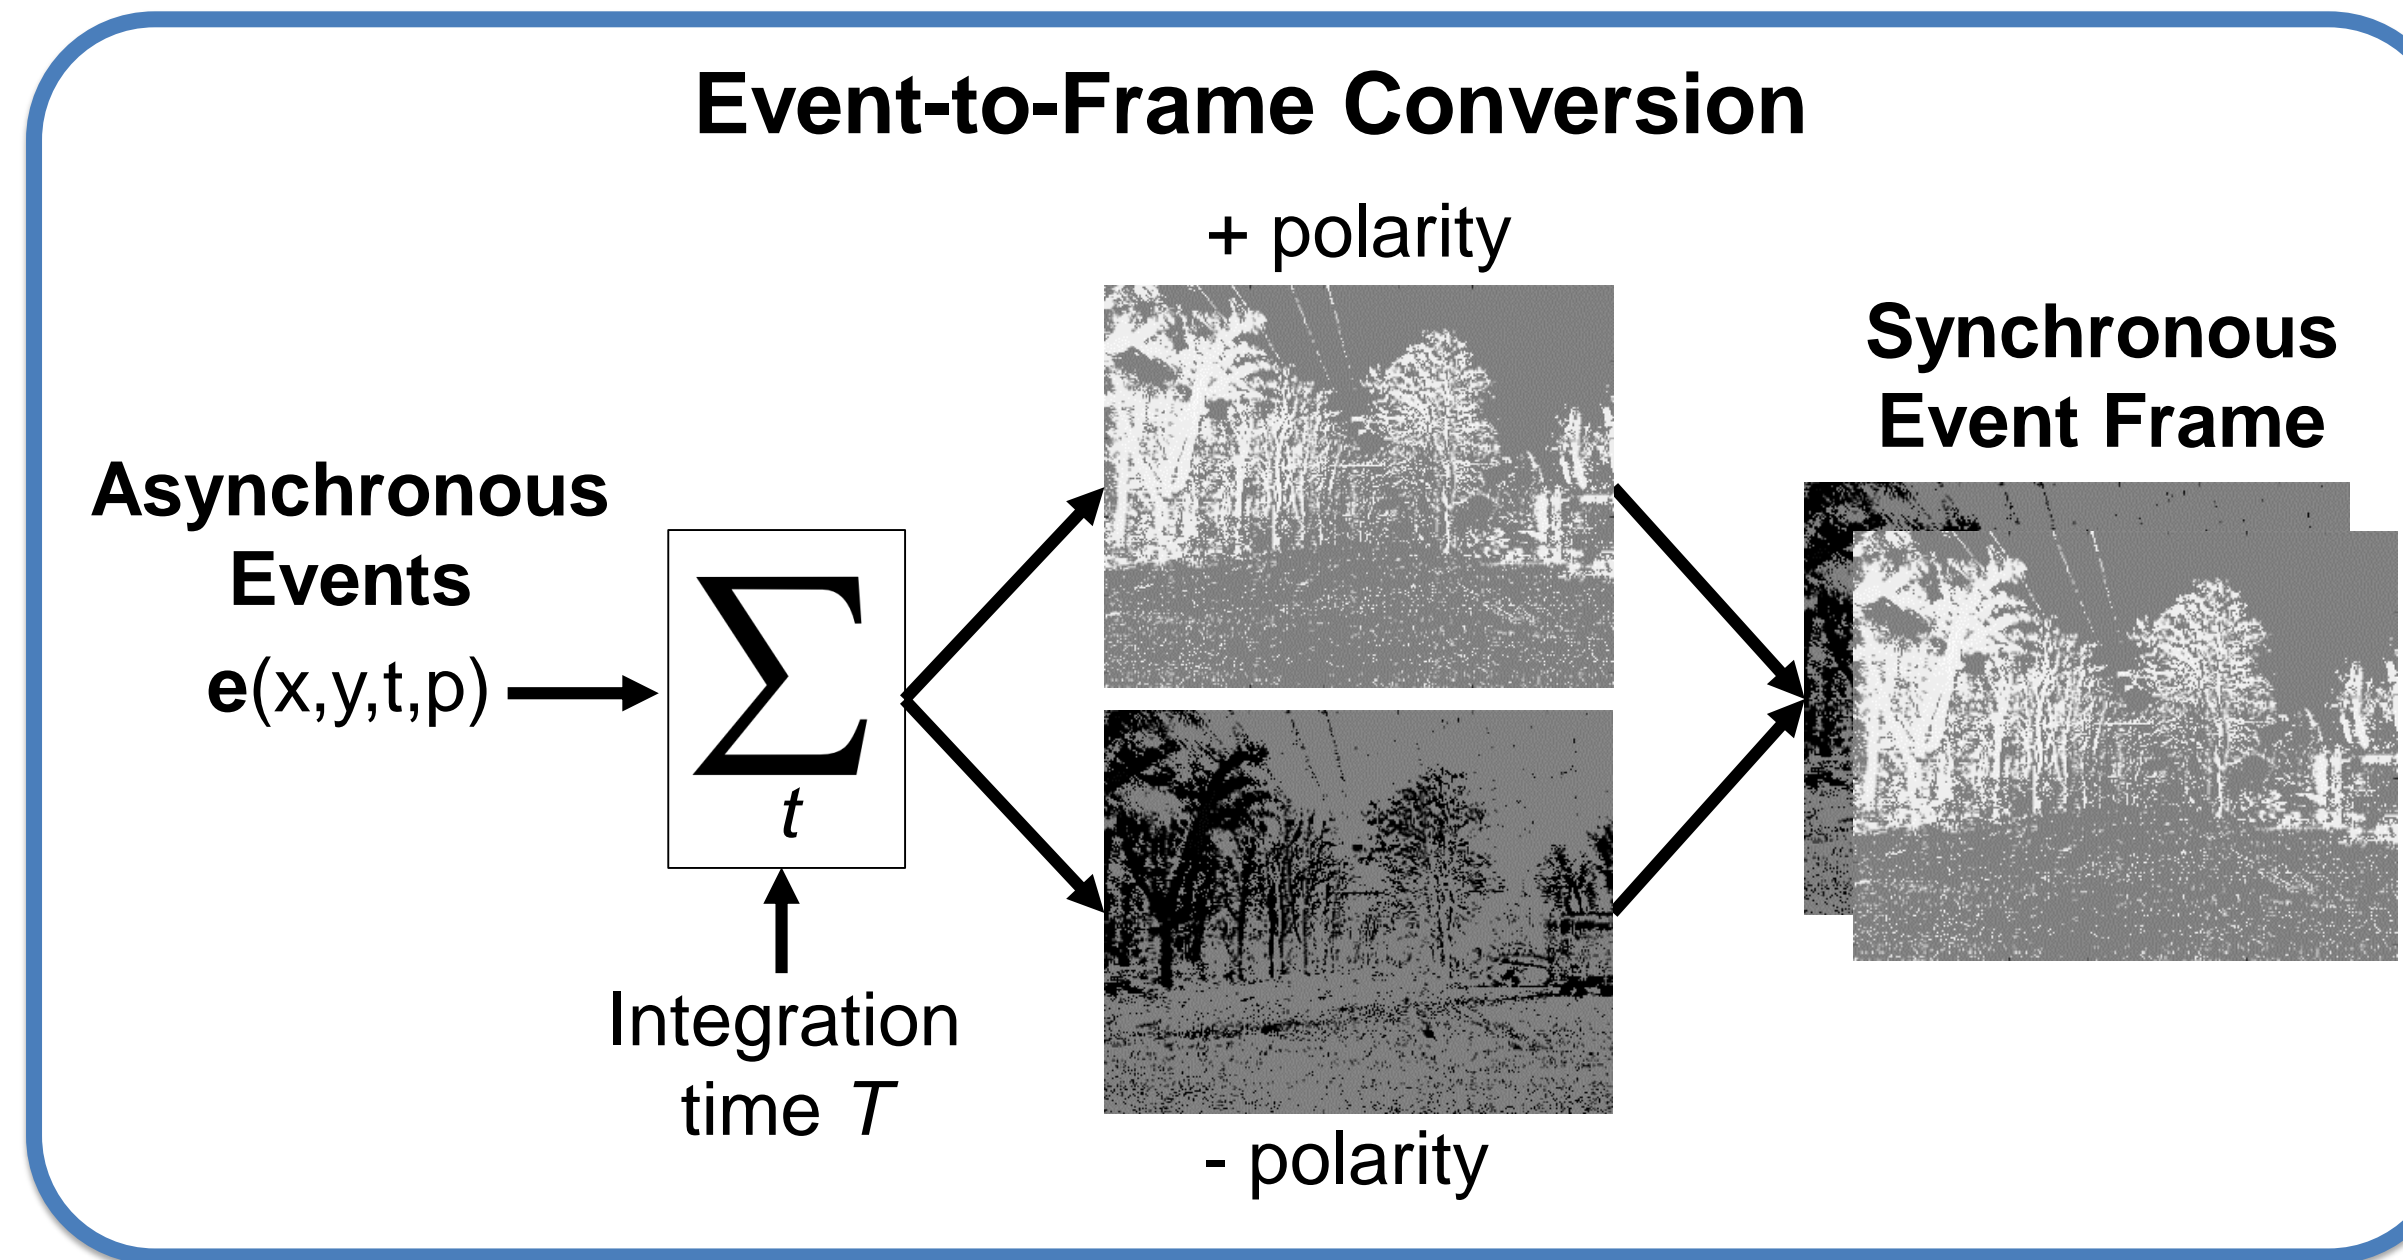 Event-to-Frame Conversion
+ polarity
Synchronous
Event Frame
Asynchronous
Events
e(x,y,t,p)
∑
t
Integration
time T
- polarity